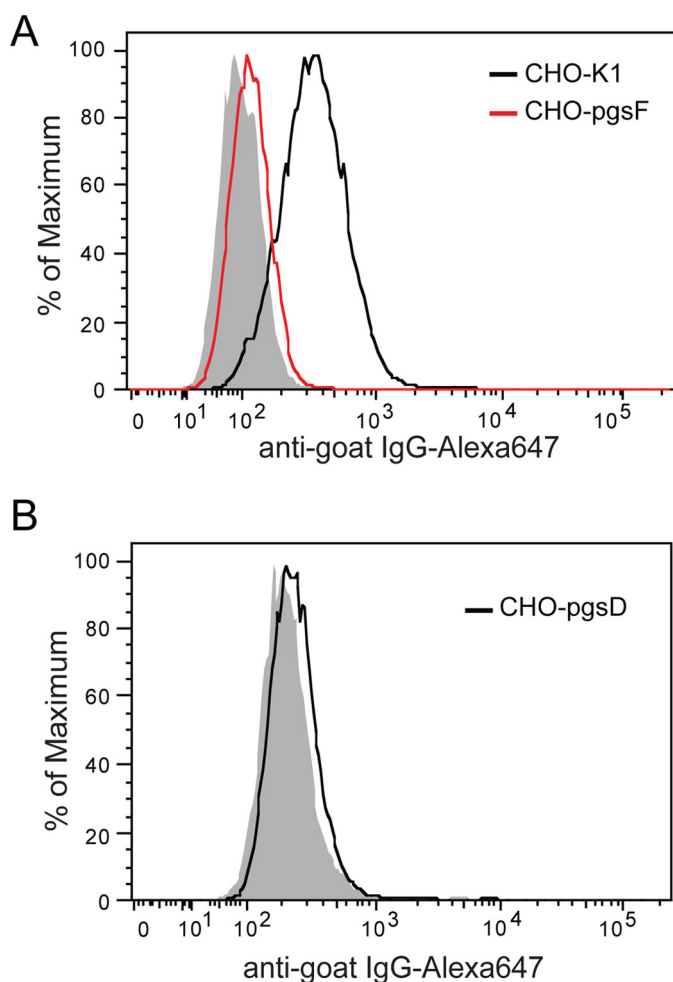 A
% of Maximum
100
80
60
40
20
0
CHO-K1
CHO-pgsF
0 10¹ 10² 10³ 10⁴ 10⁵
anti-goat IgG-Alexa647
B
% of Maximum
100
80
60
40
20
0
CHO-pgsD
0 10¹ 10² 10³ 10⁴ 10⁵
anti-goat IgG-Alexa647